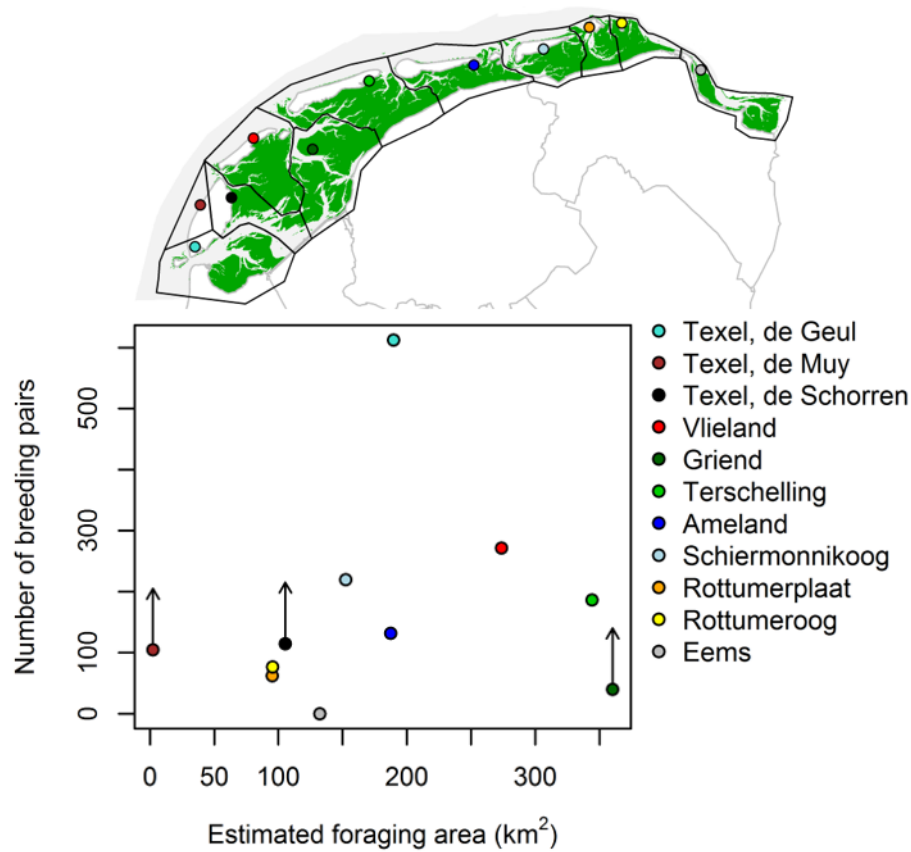 Texel, de Geul
Texel, de Muy
Texel, de Schorren
Vlieland
Griend
Terschelling
Ameland
Schiermonnikoog
Rottumerplaat
Rottumeroog
Eems
Number of breeding pairs
500
300
100
0
0 50 100 200 300
Estimated foraging area (km²)